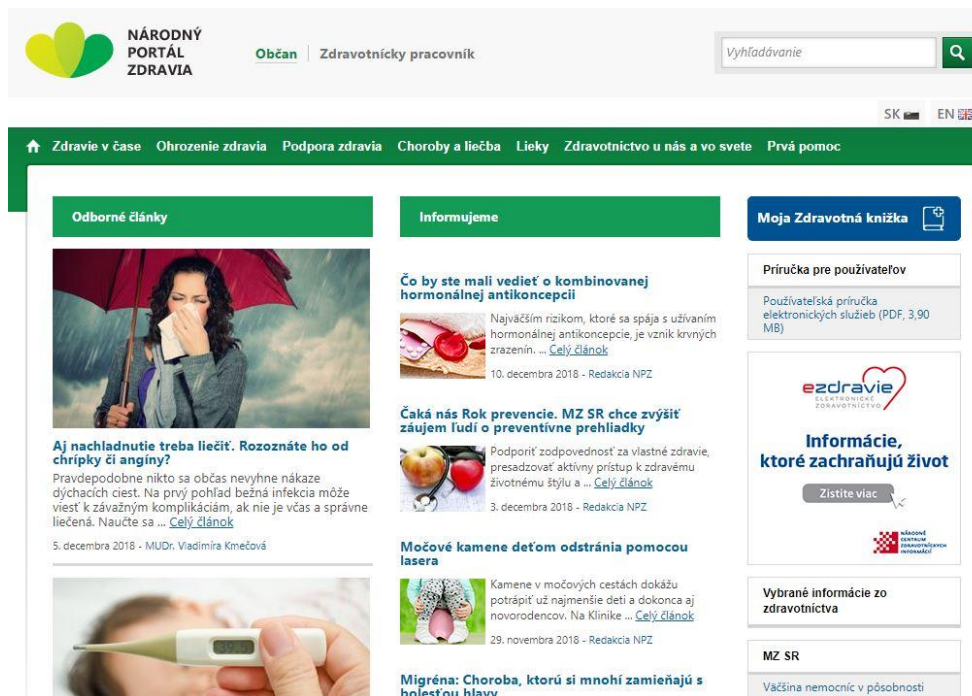 NÁRODNÝ
PORTÁL
ZDRAVIA
Občan
Zdravotnícky pracovník
Vyhľadávanie
SK
EN
Zdravie v čase
Ohrozenie zdravia
Podpora zdravia
Choroby a liečba
Lieky
Zdravotníctvo u nás a vo svete
Prvá pomoc
Odborné články
Aj nachladnutie treba liečiť. Rozoznáte ho od
chrípky či angíny?
Pravdepodobne nikto sa občas nevyhne nákaze
dýchacích ciest. Na prvý pohľad bežná infekcia môže
viesť k závažným komplikáciám, ak nie je včas a správne
liečená. Naučte sa ... Celý článok
5. decembra 2018 - MUDr. Vladimíra Kmečová
39.5
Informujeme
Čo by ste mali vedieť o kombinovanej
hormonálnej antikoncepcii
Najväčším rizikom, ktoré sa spája s užívaním
hormonálnej antikoncepcie, je vznik krvných
zrazenín. ... Celý článok
10. decembra 2018 - Redakcia NPZ
Čaká nás Rok prevencie. MZ SR chce zvýšiť
záujem ľudí o preventívne prehliadky
Podporiť zodpovednosť za vlastné zdravie,
presadzovať aktívny prístup k zdravému
životnému štýlu a ... Celý článok
3. decembra 2018 - Redakcia NPZ
Močové kamene deťom odstránia pomocou
lasera
Kamene v močových cestách dokážu
potrápiť už najmenšie deti a dokonca aj
novorodencov. Na Klinike ... Celý článok
29. novembra 2018 - Redakcia NPZ
Migréna: Choroba, ktorú si mnohí zamieňajú s
bolesťou hlavy
Moja Zdravotná knižka
Príručka pre používateľov
Používateľská príručka
elektronických služieb (PDF, 3,90
MB)
ezdravie
ELEKTRONICKÉ
ZDRAVOTNÍCTVO
Informácie,
ktoré zachraňujú život
Zistite viac
NÁRODNÉ
CENTRUM
ZDRAVOTNÍCKYCH
INFORMÁCIÍ
Vybrané informácie zo
zdravotníctva
MZ SR
Väčšina nemocníc v pôsobnosti